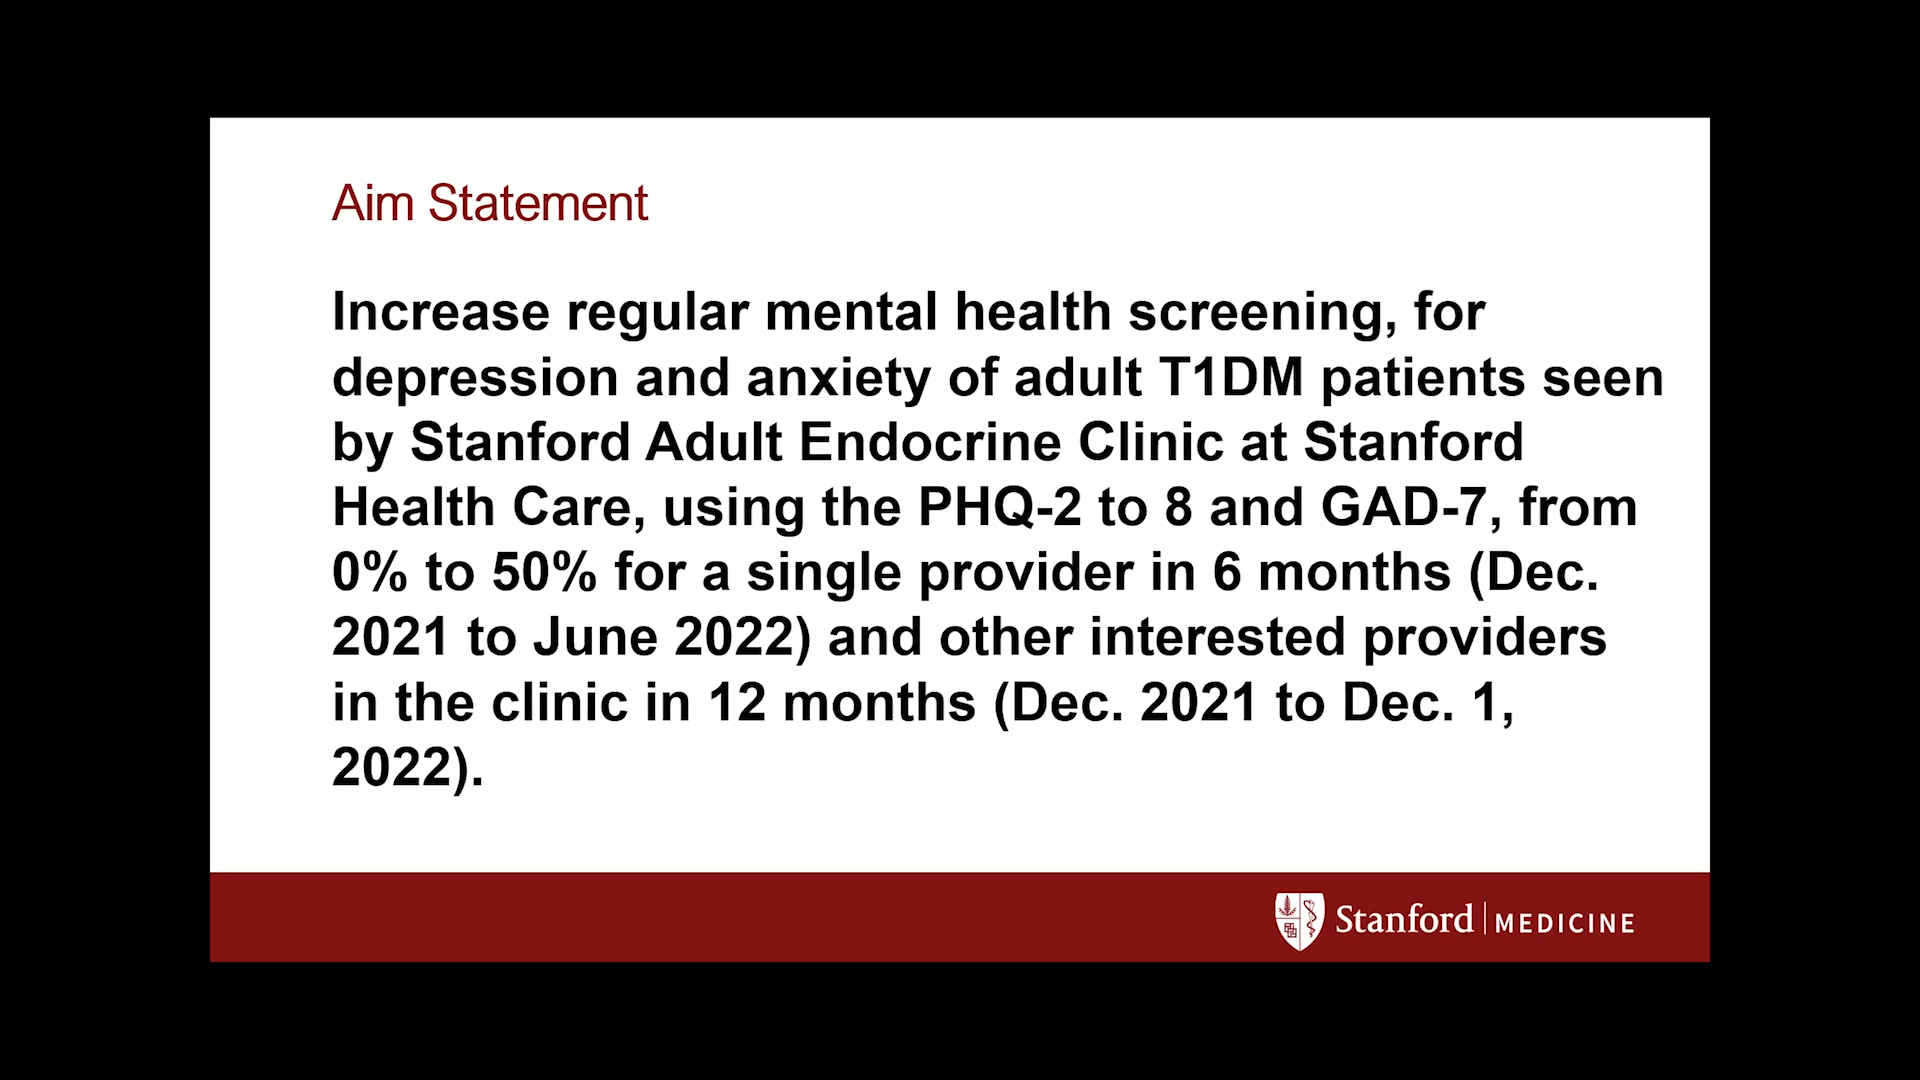 Aim Statement
Increase regular mental health screening, for
depression and anxiety of adult T1DM patients seen
by Stanford Adult Endocrine Clinic at Stanford
Health Care, using the PHQ-2 to 8 and GAD-7, from
0% to 50% for a single provider in 6 months (Dec.
2021 to June 2022) and other interested providers
in the clinic in 12 months (Dec. 2021 to Dec. 1,
2022).
Stanford MEDICINE